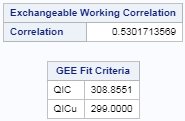 Exchangeable Working Correlation
Correlation 0.5301713569
GEE Fit Criteria
QIC 308.8551
QICu 299.0000